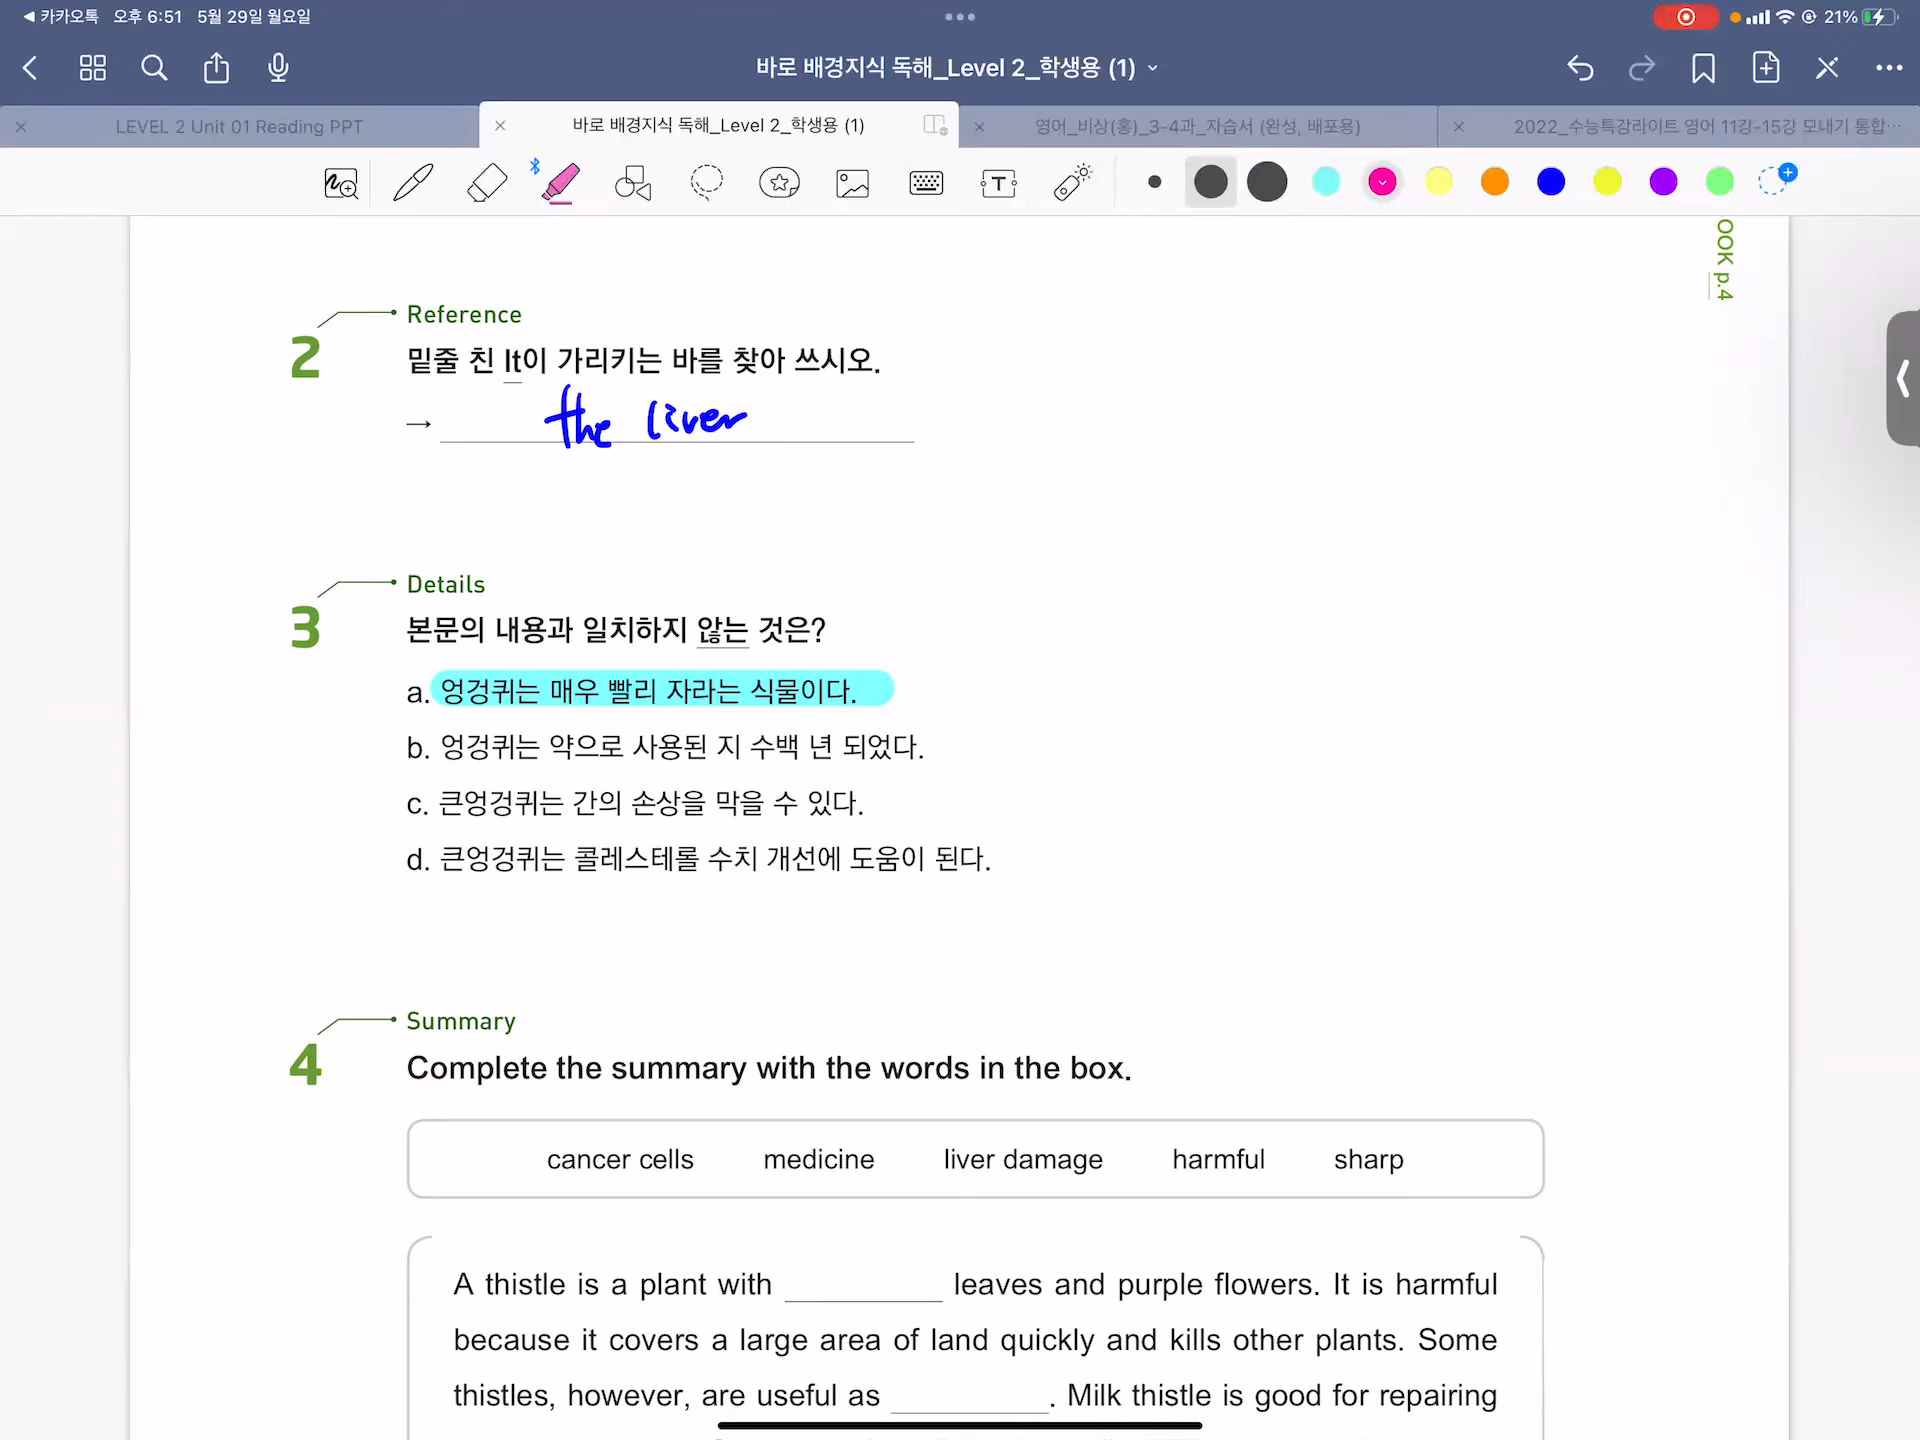 ◀ 카카오톡 오후 6:51 5월 29일 월요일
21%
바로 배경지식 독해_Level 2_학생용 (1)
LEVEL 2 Unit 01 Reading PPT
바로 배경지식 독해_Level 2_학생용 (1)
영어_비상(홍)_3-4과_자습서 (완성, 배포용)
2022_수능특강라이트 영어 11강-15강 모내기 통합…
OOK p.4
2 Reference
밑줄 친 It이 가리키는 바를 찾아 쓰시오.
→ the liver
3 Details
본문의 내용과 일치하지 않는 것은?
a. 엉겅퀴는 매우 빨리 자라는 식물이다.
b. 엉겅퀴는 약으로 사용된 지 수백 년 되었다.
c. 큰엉겅퀴는 간의 손상을 막을 수 있다.
d. 큰엉겅퀴는 콜레스테롤 수치 개선에 도움이 된다.
4 Summary
Complete the summary with the words in the box.
cancer cells medicine liver damage harmful sharp
A thistle is a plant with __________ leaves and purple flowers. It is harmful
because it covers a large area of land quickly and kills other plants. Some
thistles, however, are useful as __________. Milk thistle is good for repairing